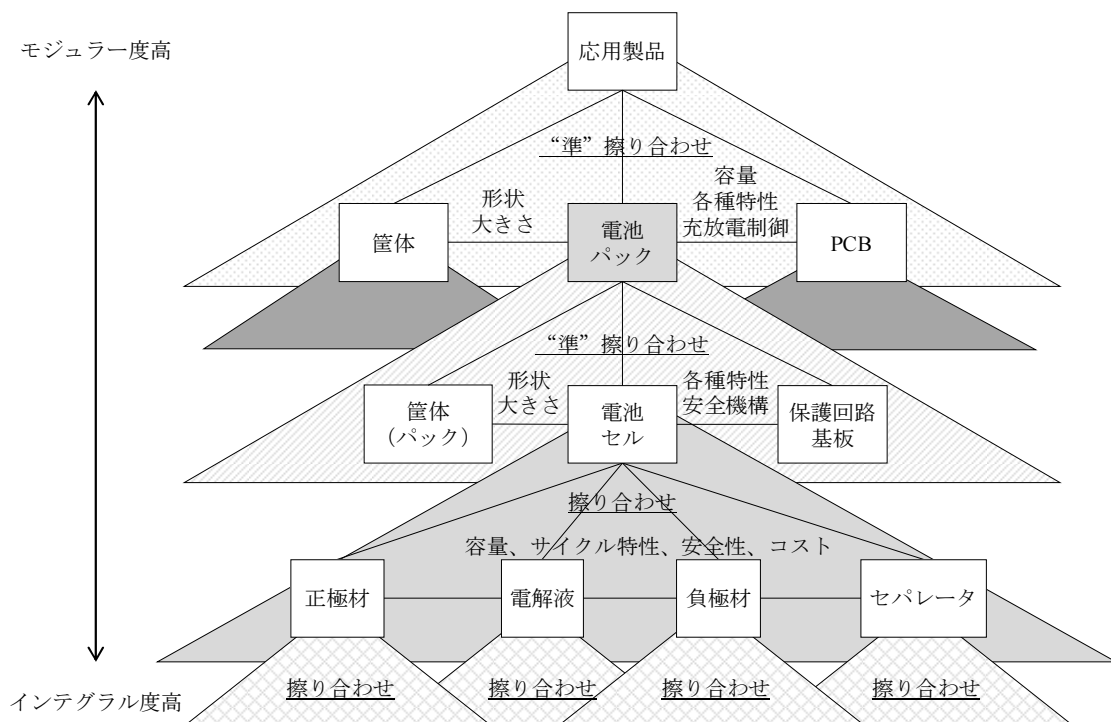 モジュラー度高
応用製品
“準”擦り合わせ
形状
大きさ
容量
各種特性
充放電制御
筐体
電池
パック
PCB
“準”擦り合わせ
形状
大きさ
各種特性
安全機構
筐体
（パック）
電池
セル
保護回路
基板
擦り合わせ
容量、サイクル特性、安全性、コスト
正極材
電解液
負極材
セパレータ
インテグラル度高
擦り合わせ
擦り合わせ
擦り合わせ
擦り合わせ